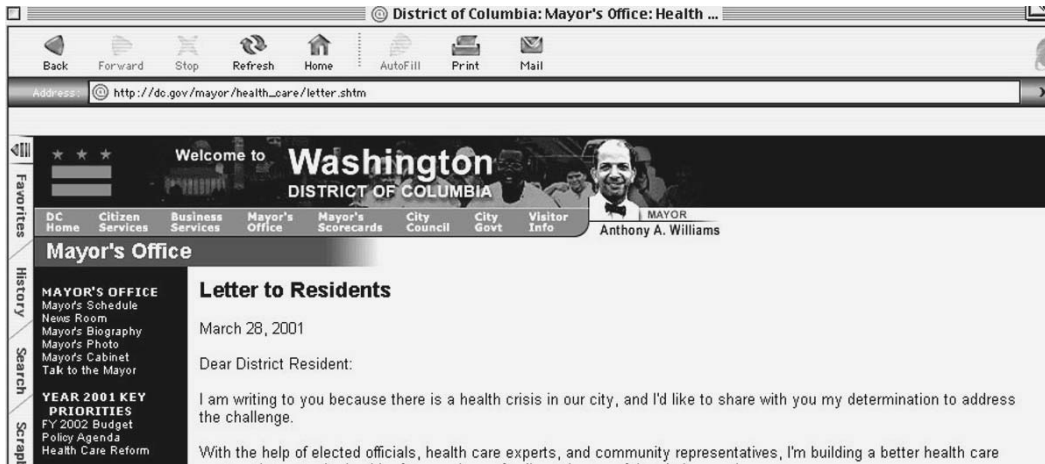 District of Columbia: Mayor's Office: Health ...
Back Forward Stop Refresh Home AutoFill Print Mail
Address: http://dc.gov/mayor/health_care/letter.shtm
Favorites
History
Search
Welcome to Washington
DISTRICT OF COLUMBIA
MAYOR
Anthony A. Williams
DC Home
Citizen Services
Business Services
Mayor's Office
Mayor's Scorecards
City Council
City Govt
Visitor Info
Mayor's Office
MAYOR'S OFFICE
Mayor's Schedule
News Room
Mayor's Biography
Mayor's Photo
Mayor's Cabinet
Talk to the Mayor
YEAR 2001 KEY
PRIORITIES
FY 2002 Budget
Policy Agenda
Health Care Reform
Letter to Residents
March 28, 2001
Dear District Resident:
I am writing to you because there is a health crisis in our city, and I'd like to share with you my determination to address
the challenge.
With the help of elected officials, health care experts, and community representatives, I'm building a better health care